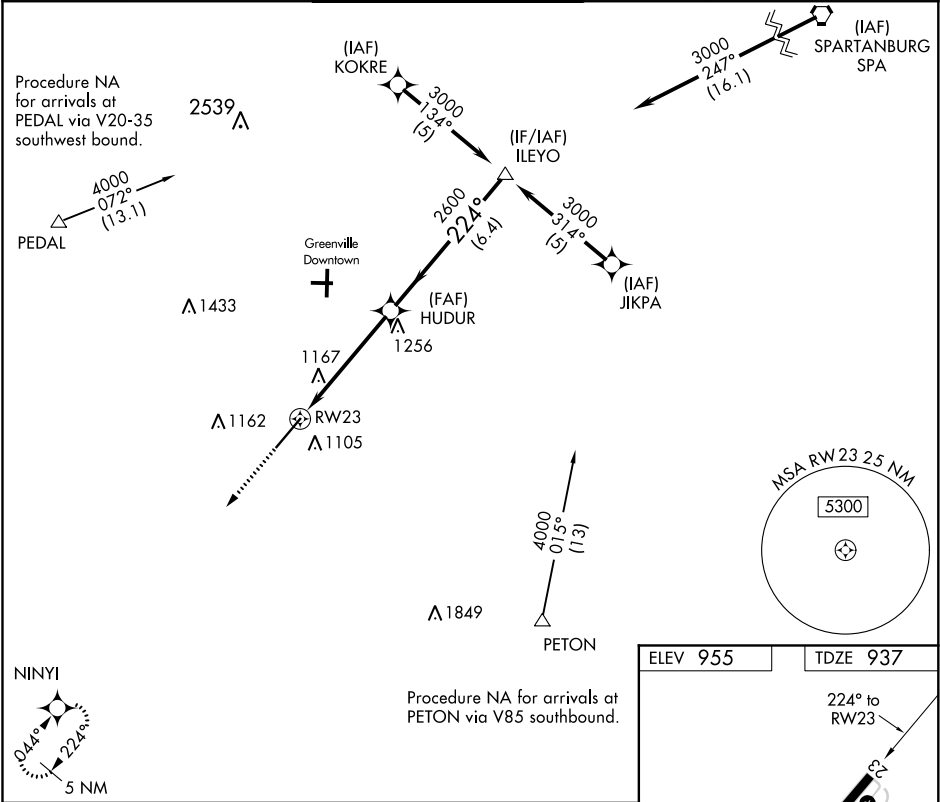 (IAF)
SPARTANBURG
SPA
3000
247°
(16.1)
(IAF)
KOKRE
3000
134°
(5)
Procedure NA
for arrivals at
PEDAL via V20-35
southwest bound.
2539
(IF/IAF)
ILEYO
4000
072°
(13.1)
PEDAL
2600
224°
(6.4)
3000
314°
(5)
(IAF)
JIKPA
Greenville
Downtown
1433
(FAF)
HUDUR
1256
1167
1162
RW23
1105
MSA RW23 25 NM
5300
4000
015°
(13)
1849
PETON
NINYI
044°
224°
5 NM
Procedure NA for arrivals at
PETON via V85 southbound.
ELEV 955
TDZE 937
224° to
RW23
23